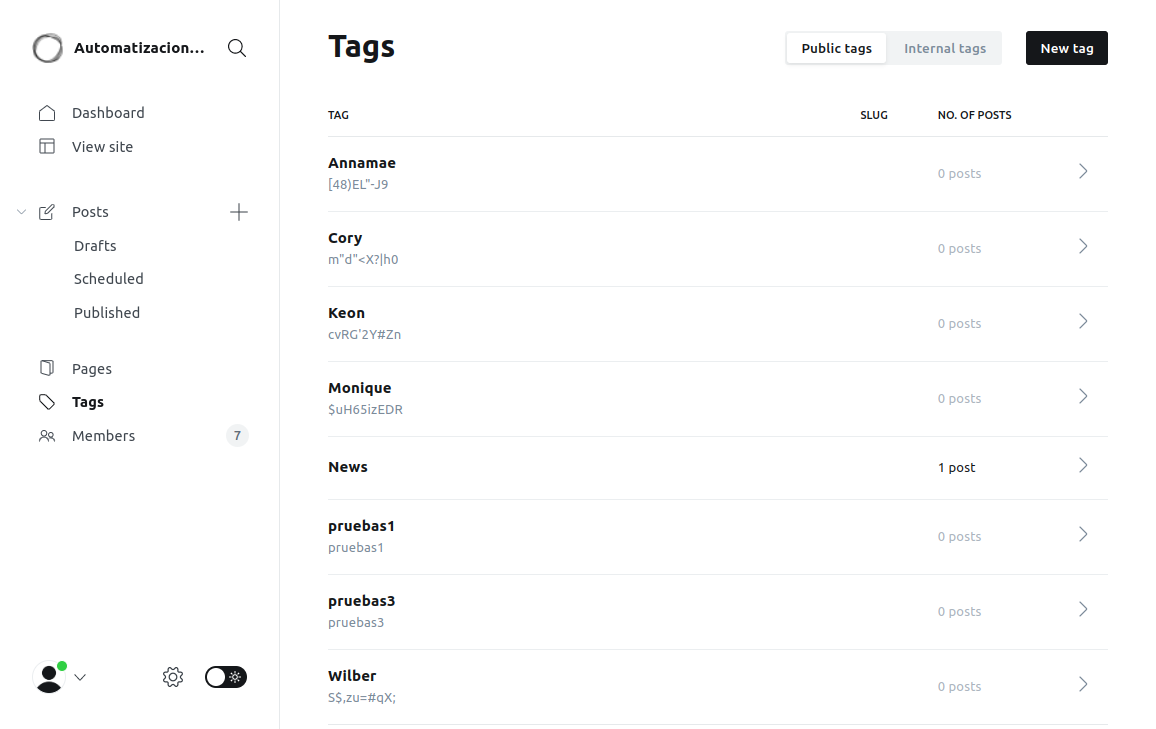 Automatizacion...
Dashboard
View site
Posts
Drafts
Scheduled
Published
Pages
Tags
Members 7
Tags
Public tags Internal tags New tag
TAG SLUG NO. OF POSTS
Annamae
[48)EL"-J9
0 posts
Cory
m"d"<X?|h0
0 posts
Keon
cvRG'2Y#Zn
0 posts
Monique
$uH65izEDR
0 posts
News
1 post
pruebas1
pruebas1
0 posts
pruebas3
pruebas3
0 posts
Wilber
S$,zu=#qX;
0 posts